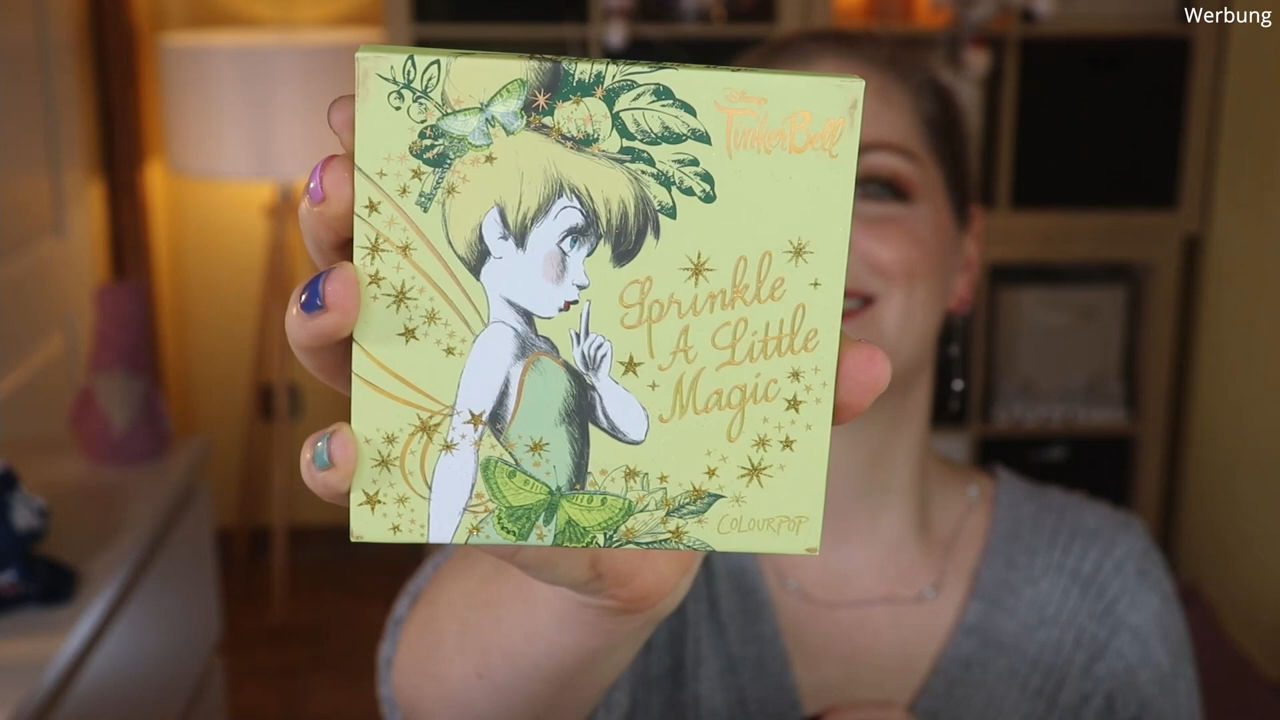 Werbung
Disney
TinkerBell
Sprinkle
A Little
Magic
COLOURPOP